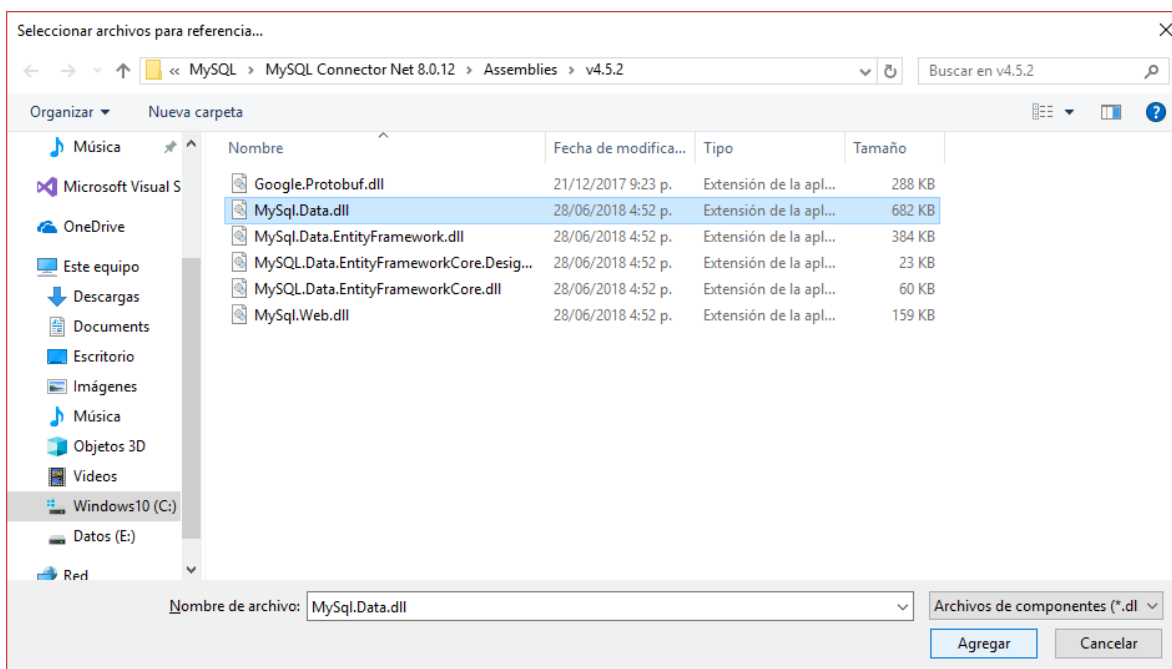 Seleccionar archivos para referencia...
« MySQL > MySQL Connector Net 8.0.12 > Assemblies > v4.5.2
Buscar en v4.5.2
Organizar
Nueva carpeta
Música
Microsoft Visual S
OneDrive
Este equipo
Descargas
Documents
Escritorio
Imágenes
Música
Objetos 3D
Videos
Windows10 (C:)
Datos (E:)
Red
Nombre Fecha de modifica... Tipo Tamaño
Google.Protobuf.dll 21/12/2017 9:23 p. Extensión de la apl... 288 KB
MySql.Data.dll 28/06/2018 4:52 p. Extensión de la apl... 682 KB
MySql.Data.EntityFramework.dll 28/06/2018 4:52 p. Extensión de la apl... 384 KB
MySQL.Data.EntityFrameworkCore.Desig... 28/06/2018 4:52 p. Extensión de la apl... 23 KB
MySQL.Data.EntityFrameworkCore.dll 28/06/2018 4:52 p. Extensión de la apl... 60 KB
MySql.Web.dll 28/06/2018 4:52 p. Extensión de la apl... 159 KB
Nombre de archivo: MySql.Data.dll
Archivos de componentes (*.dl
Agregar
Cancelar